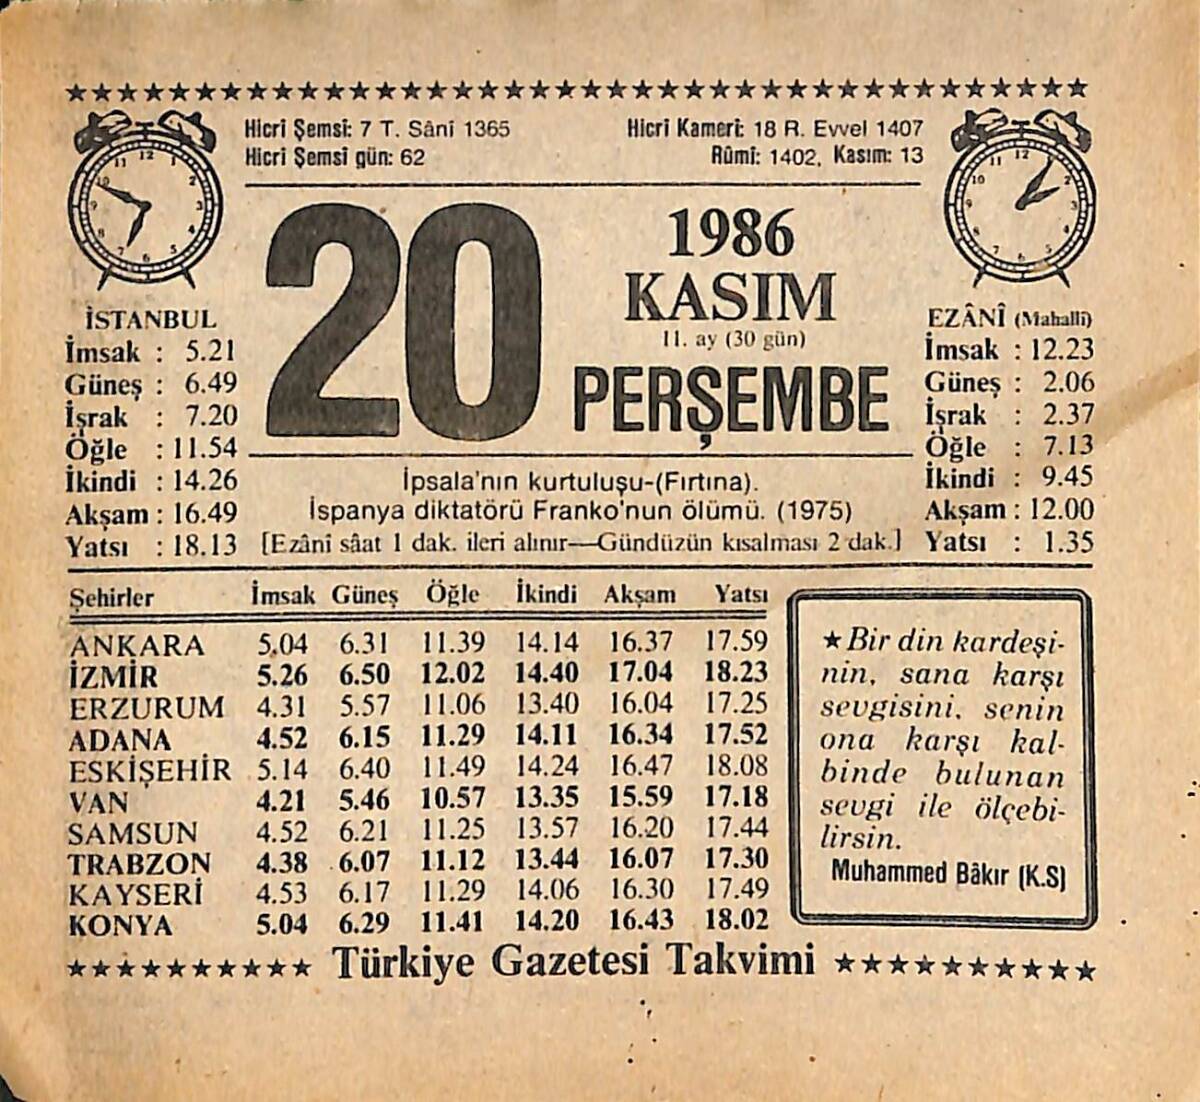 Hicrî Şemsî: 7 T. Sâni 1365
Hicri Şemsî gün: 62
Hicrî Kamerî: 18 R. Evvel 1407
Rûmî: 1402, Kasım: 13
20
1986
KASIM
11. ay (30 gün)
PERŞEMBE
İSTANBUL
İmsak : 5.21
Güneş : 6.49
İşrak : 7.20
Öğle : 11.54
İkindi : 14.26
Akşam : 16.49
Yatsı : 18.13
EZÂNÎ (Mahallî)
İmsak : 12.23
Güneş : 2.06
İşrak : 2.37
Öğle : 7.13
İkindi : 9.45
Akşam : 12.00
Yatsı : 1.35
İpsala'nın kurtuluşu-(Fırtına).
İspanya diktatörü Franko'nun ölümü. (1975)
[Ezânî sâat 1 dak. ileri alınır—Gündüzün kısalması 2 dak.]
Şehirler İmsak Güneş Öğle İkindi Akşam Yatsı
ANKARA 5.04 6.31 11.39 14.14 16.37 17.59
İZMİR 5.26 6.50 12.02 14.40 17.04 18.23
ERZURUM 4.31 5.57 11.06 13.40 16.04 17.25
ADANA 4.52 6.15 11.29 14.11 16.34 17.52
ESKİŞEHİR 5.14 6.40 11.49 14.24 16.47 18.08
VAN 4.21 5.46 10.57 13.35 15.59 17.18
SAMSUN 4.52 6.21 11.25 13.57 16.20 17.44
TRABZON 4.38 6.07 11.12 13.44 16.07 17.30
KAYSERİ 4.53 6.17 11.29 14.06 16.30 17.49
KONYA 5.04 6.29 11.41 14.20 16.43 18.02
★ Bir din kardeşi-
nin, sana karşı
sevgisini, senin
ona karşı kal-
binde bulunan
sevgi ile ölçebi-
lirsin.
Muhammed Bâkır (K.S)
Türkiye Gazetesi Takvimi